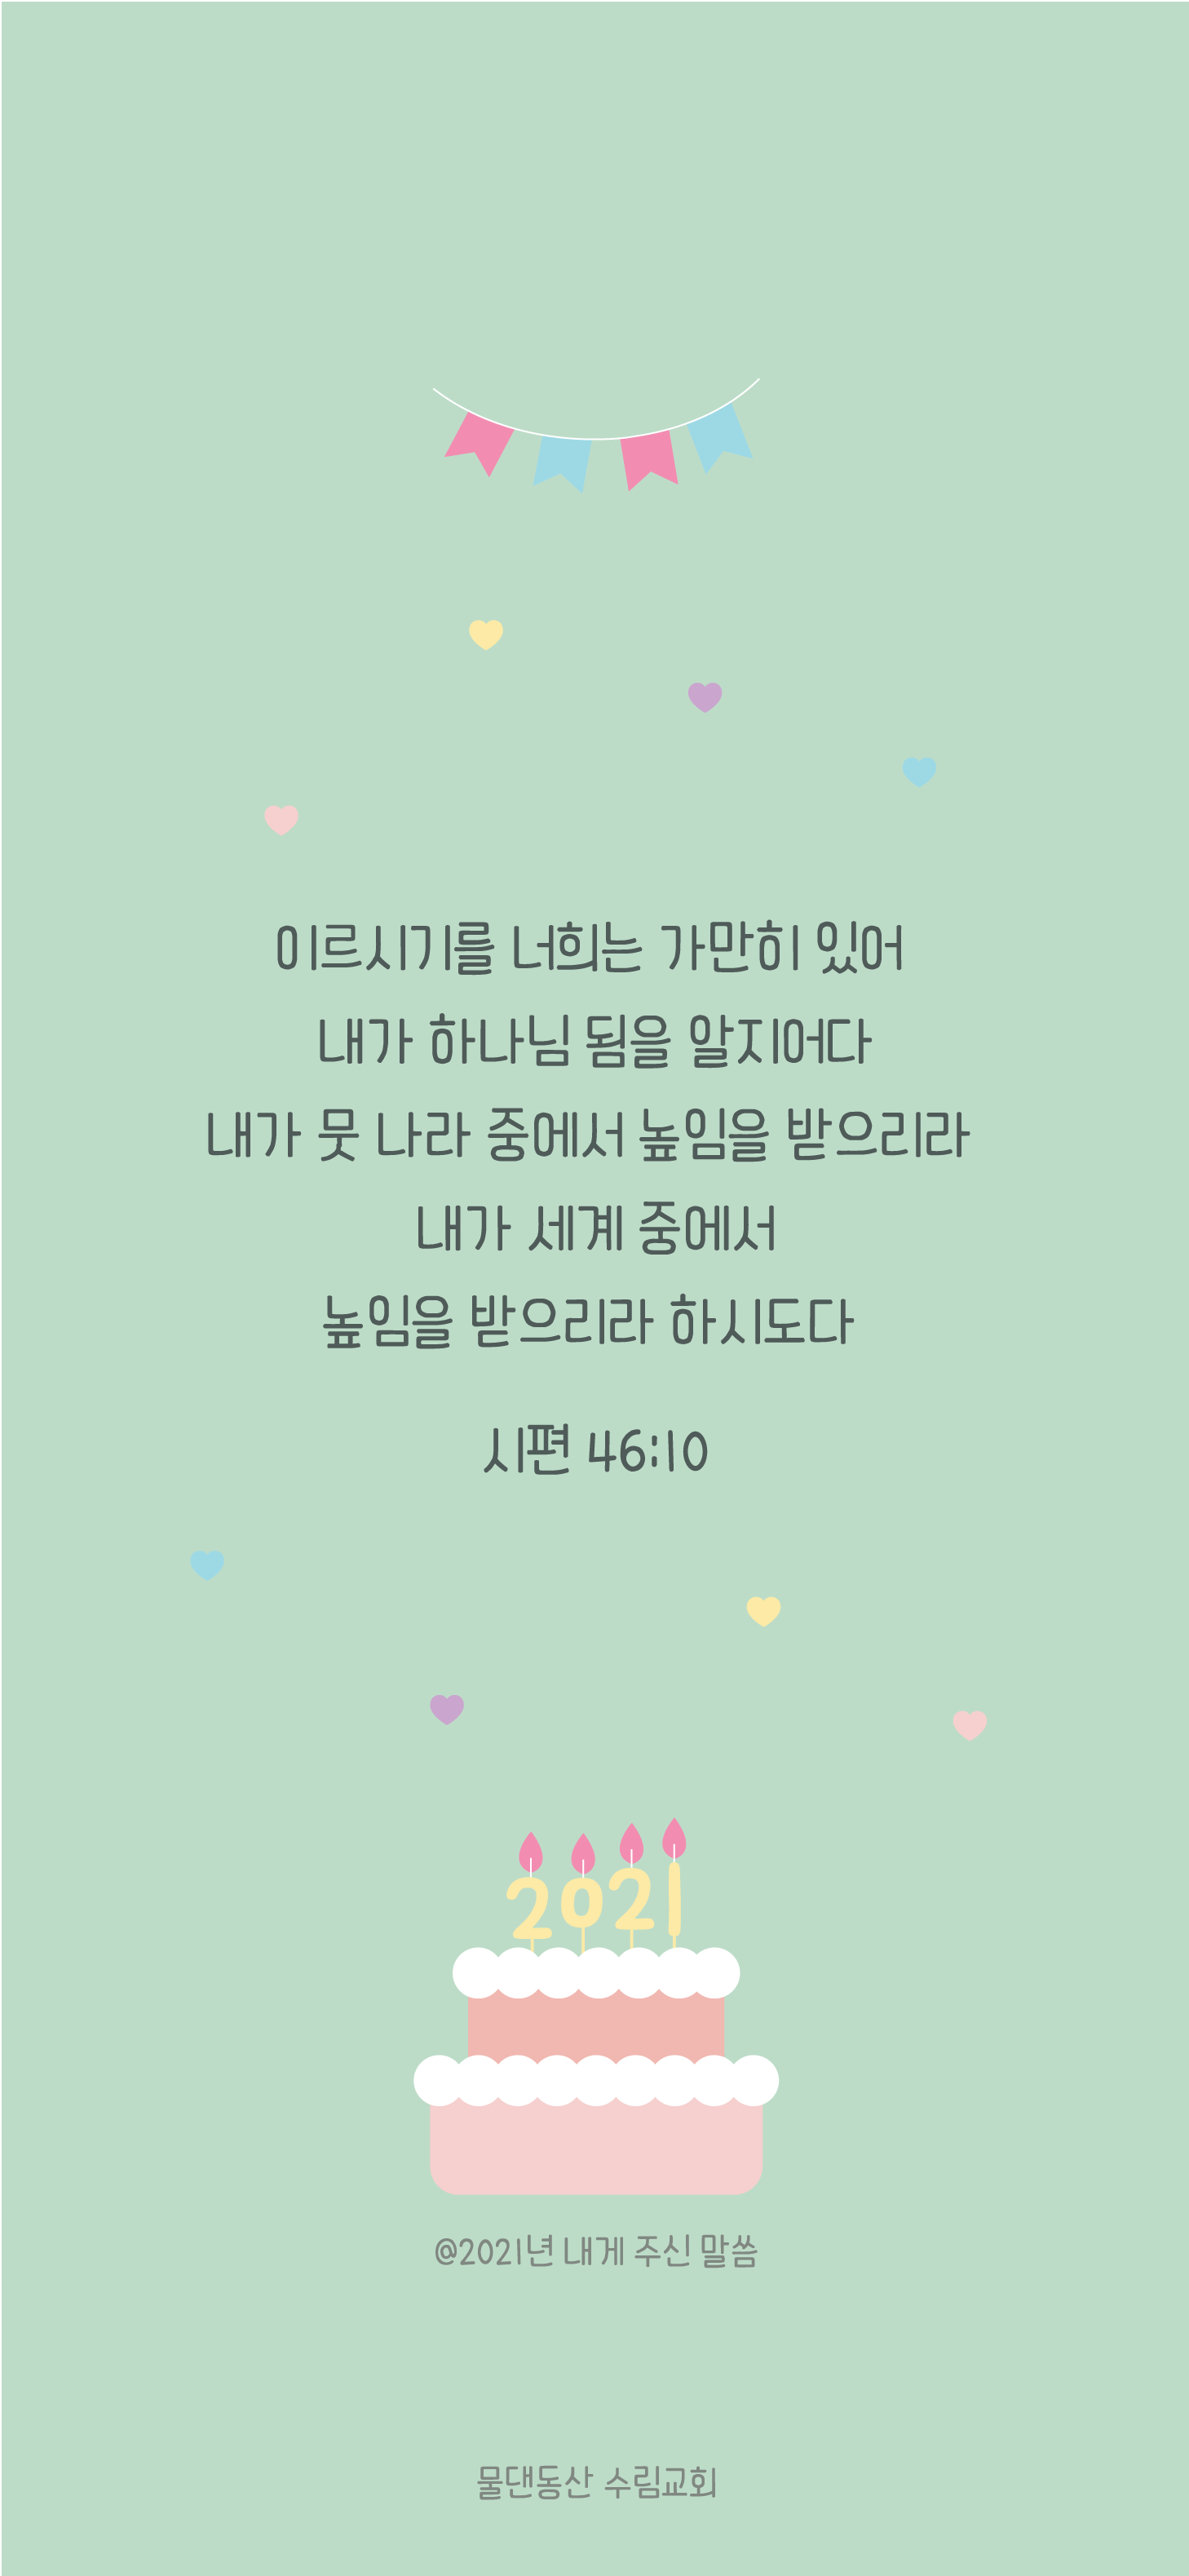 이르시기를 너희는 가만히 있어
내가 하나님 됨을 알지어다
내가 뭇 나라 중에서 높임을 받으리라
내가 세계 중에서
높임을 받으리라 하시도다
시편 46:10
2021
@2021년 내게 주신 말씀
물댄동산 수림교회